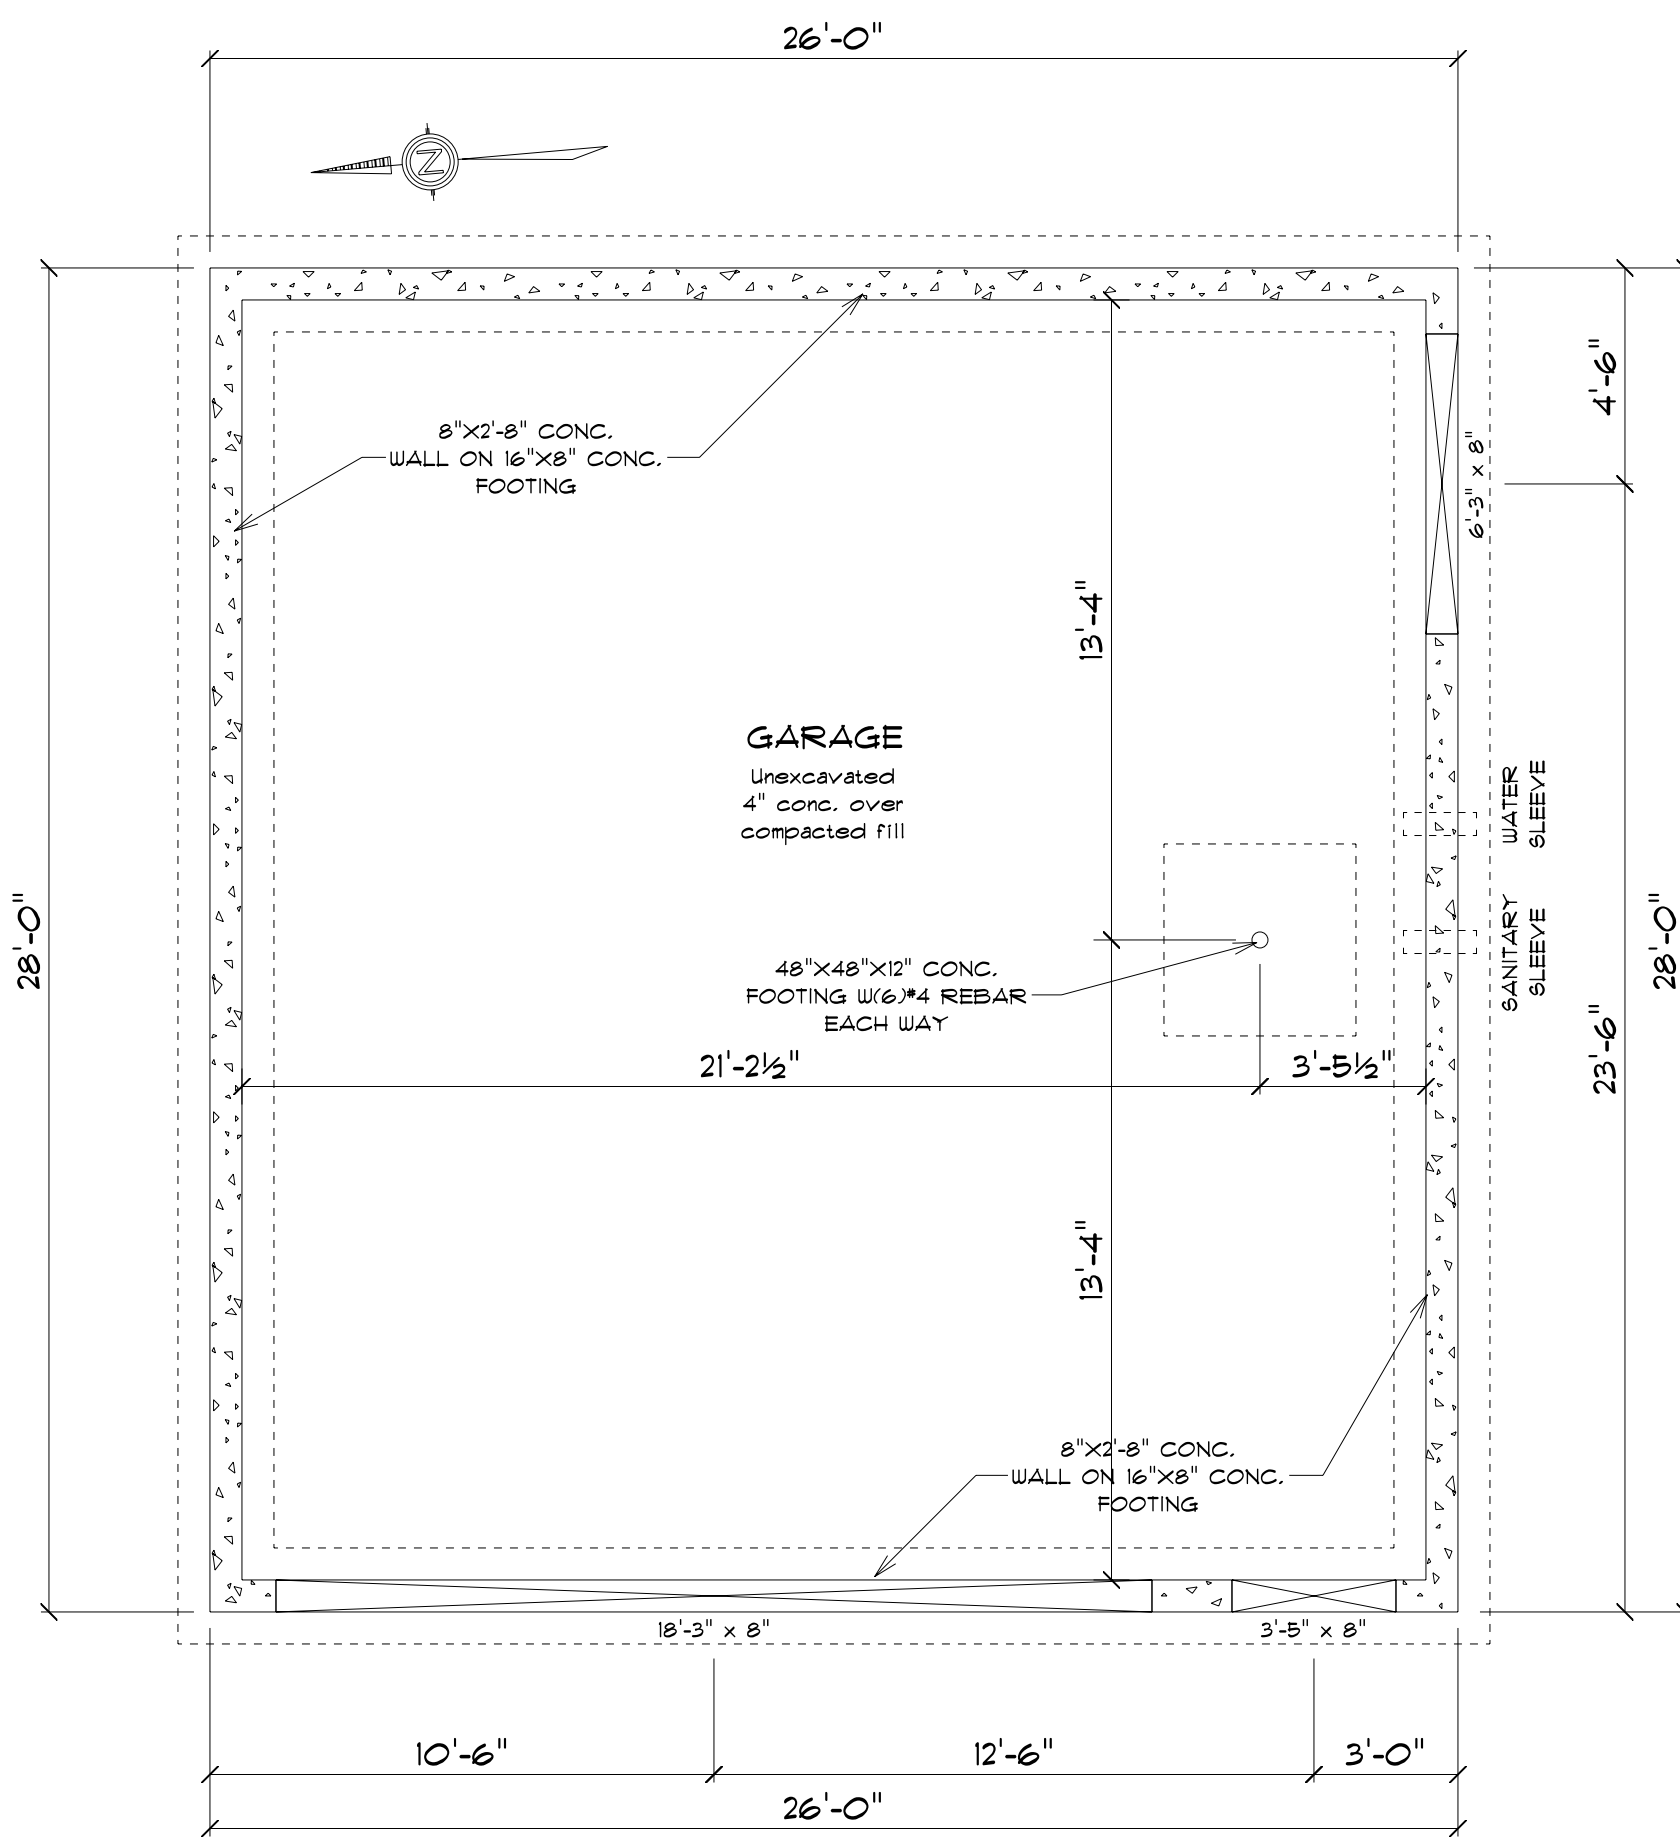 26'-0"
N
8"X2'-8" CONC.
WALL ON 16"X8" CONC.
FOOTING
4'-6"
6'-3" x 8"
13'-4"
GARAGE
Unexcavated
4" conc. over
compacted fill
WATER
SLEEVE
SANITARY
SLEEVE
28'-0"
28'-0"
23'-6"
48"X48"X12" CONC.
FOOTING W(6)#4 REBAR
EACH WAY
21'-2½"
3'-5½"
13'-4"
8"X2'-8" CONC.
WALL ON 16"X8" CONC.
FOOTING
18'-3" x 8"
3'-5" x 8"
10'-6"
12'-6"
3'-0"
26'-0"